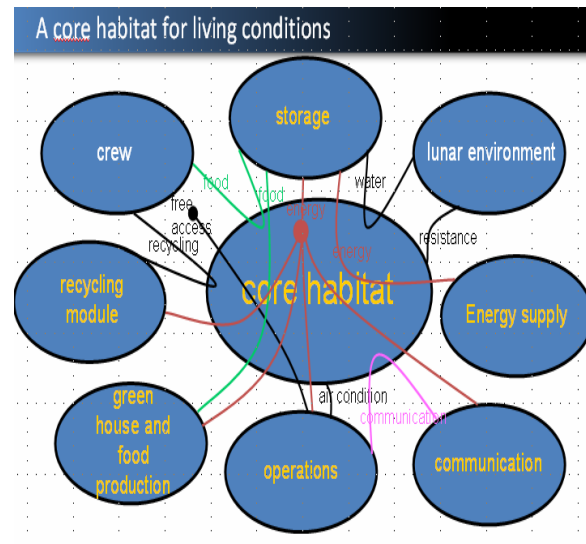 A core habitat for living conditions
storage
crew
lunar environment
food
food
water
free
access
energy
recycling
resistance
energy
recycling
module
core habitat
Energy supply
green
house and
food
production
air condition
communication
operations
communication